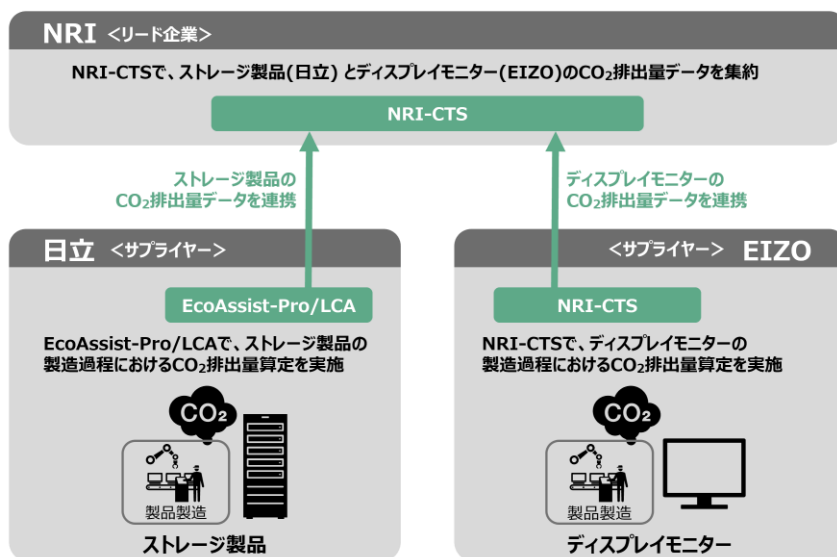 NRI <リード企業>
NRI-CTSで、ストレージ製品(日立) とディスプレイモニター(EIZO)のCO₂排出量データを集約
NRI-CTS
ストレージ製品の
CO₂排出量データを連携
ディスプレイモニターの
CO₂排出量データを連携
日立 <サプライヤー>
EcoAssist-Pro/LCA
EcoAssist-Pro/LCAで、ストレージ製品の
製造過程におけるCO₂排出量算定を実施
CO₂
製品製造
ストレージ製品
<サプライヤー> EIZO
NRI-CTS
NRI-CTSで、ディスプレイモニターの
製造過程におけるCO₂排出量算定を実施
CO₂
製品製造
ディスプレイモニター